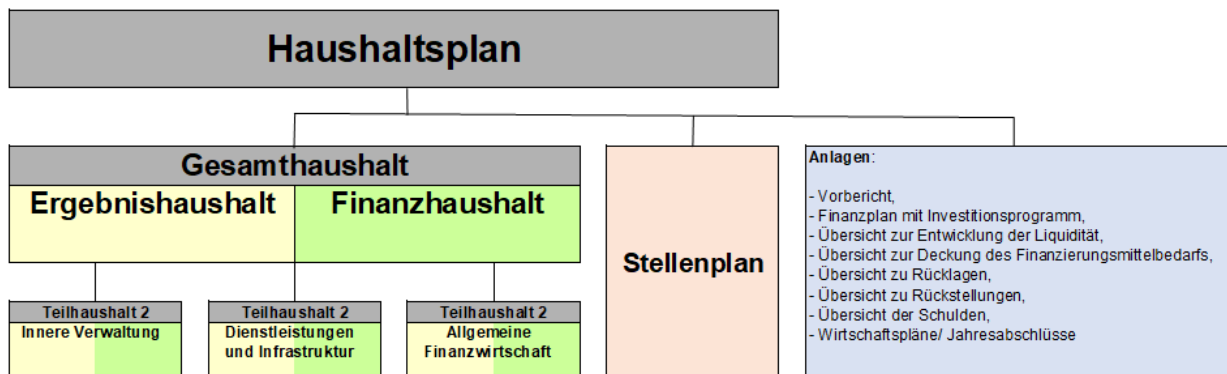 Haushaltsplan
Gesamthaushalt
Ergebnishaushalt
Finanzhaushalt
Teilhaushalt 2
Innere Verwaltung
Teilhaushalt 2
Dienstleistungen
und Infrastruktur
Teilhaushalt 2
Allgemeine
Finanzwirtschaft
Stellenplan
Anlagen:
- Vorbericht,
- Finanzplan mit Investitionsprogramm,
- Übersicht zur Entwicklung der Liquidität,
- Übersicht zur Deckung des Finanzierungsmittelbedarfs,
- Übersicht zu Rücklagen,
- Übersicht zu Rückstellungen,
- Übersicht der Schulden,
- Wirtschaftspläne/ Jahresabschlüsse